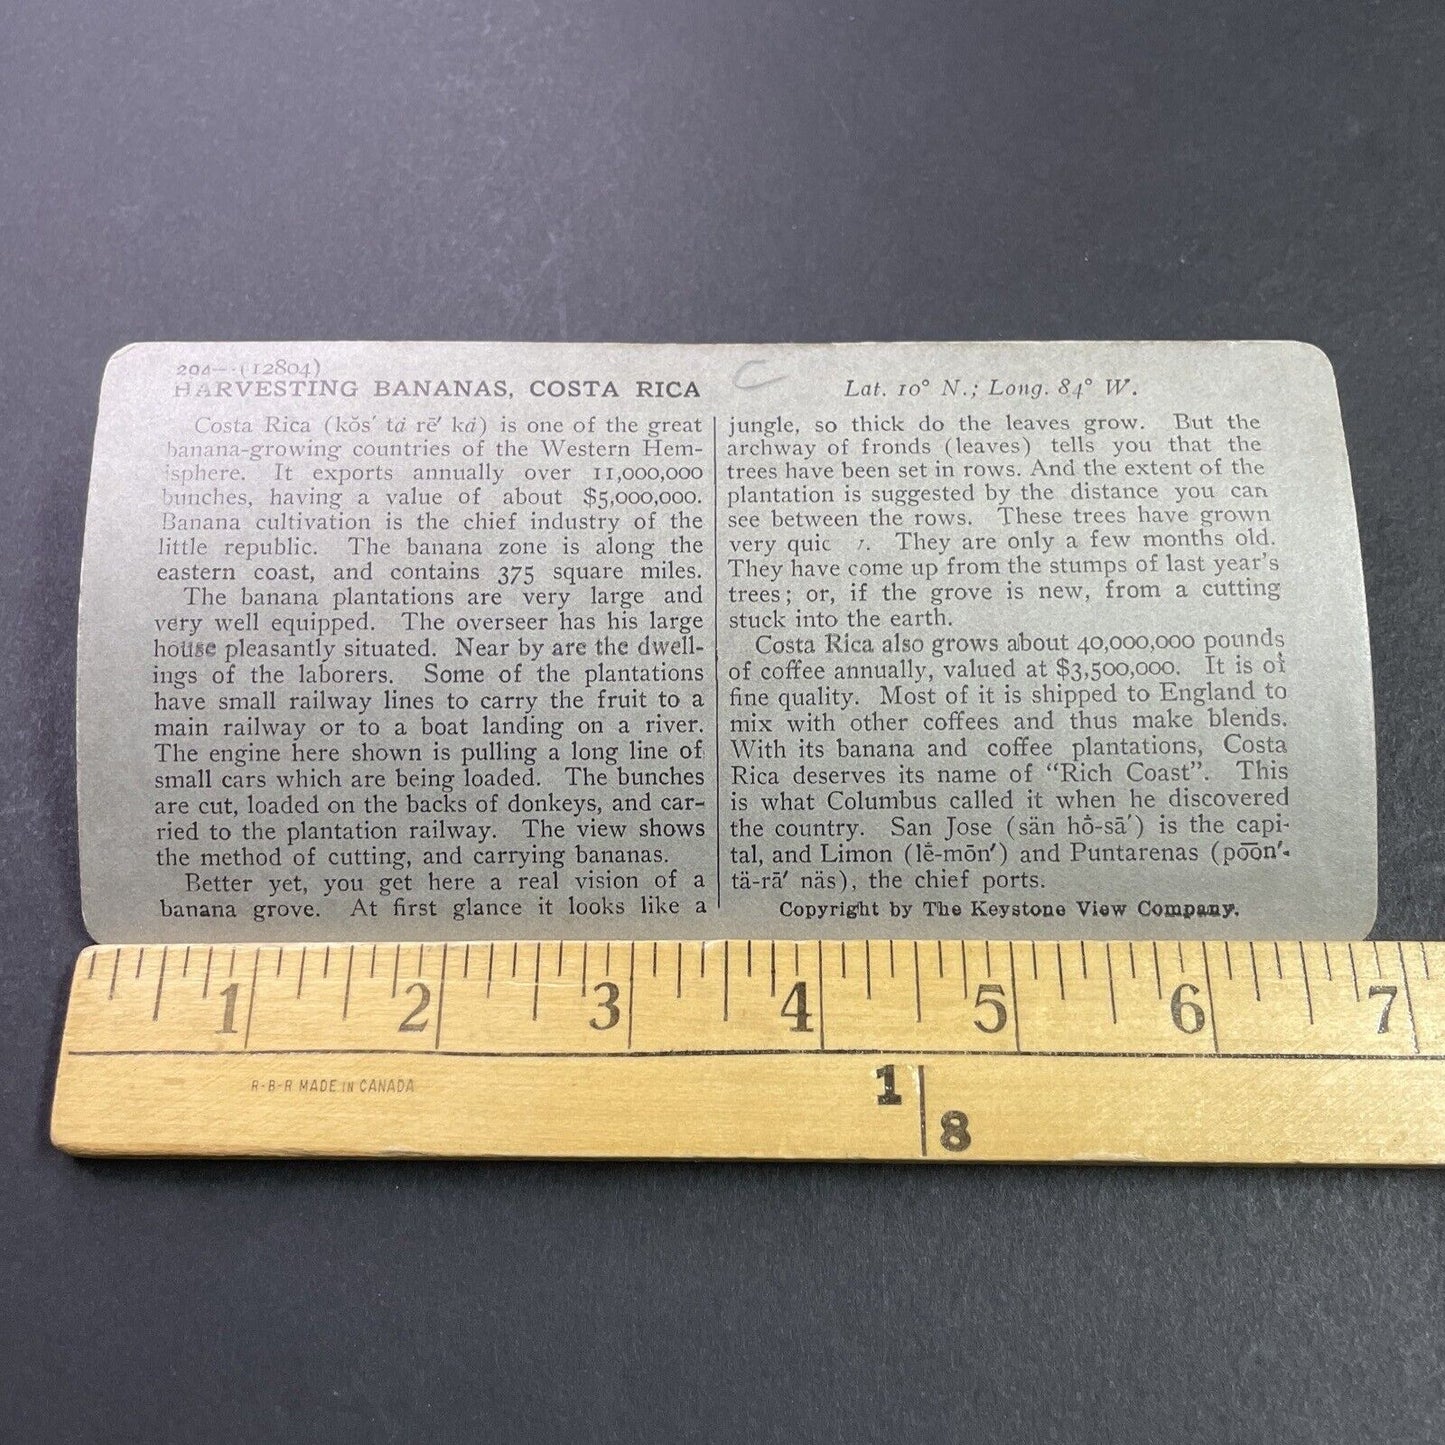 204—(12804)
HARVESTING BANANAS, COSTA RICA
Lat. 10° N.; Long. 84° W.
Costa Rica (kŏs′ tȧ rē′ kȧ) is one of the great
banana-growing countries of the Western Hem-
isphere. It exports annually over 11,000,000
bunches, having a value of about $5,000,000.
Banana cultivation is the chief industry of the
little republic. The banana zone is along the
eastern coast, and contains 375 square miles.
The banana plantations are very large and
very well equipped. The overseer has his large
house pleasantly situated. Near by are the dwell-
ings of the laborers. Some of the plantations
have small railway lines to carry the fruit to a
main railway or to a boat landing on a river.
The engine here shown is pulling a long line of
small cars which are being loaded. The bunches
are cut, loaded on the backs of donkeys, and car-
ried to the plantation railway. The view shows
the method of cutting, and carrying bananas.
Better yet, you get here a real vision of a
banana grove. At first glance it looks like a
jungle, so thick do the leaves grow. But the
archway of fronds (leaves) tells you that the
trees have been set in rows. And the extent of the
plantation is suggested by the distance you can
see between the rows. These trees have grown
very . They are only a few months old.
They have come up from the stumps of last year's
trees; or, if the grove is new, from a cutting
stuck into the earth.
Costa Rica also grows about 40,000,000 pounds
of coffee annually, valued at $3,500,000. It is of
fine quality. Most of it is shipped to England to
mix with other coffees and thus make blends.
With its banana and coffee plantations, Costa
Rica deserves its name of "Rich Coast". This
is what Columbus called it when he discovered
the country. San Jose (sän hō̇-sā′) is the capi-
tal, and Limon (lē̇-mōn′) and Puntarenas (po͞on′-
tä-rā′ näs), the chief ports.
Copyright by The Keystone View Company.
C
1 2 3 4 5 6 7
R-B-R MADE IN CANADA
1
8